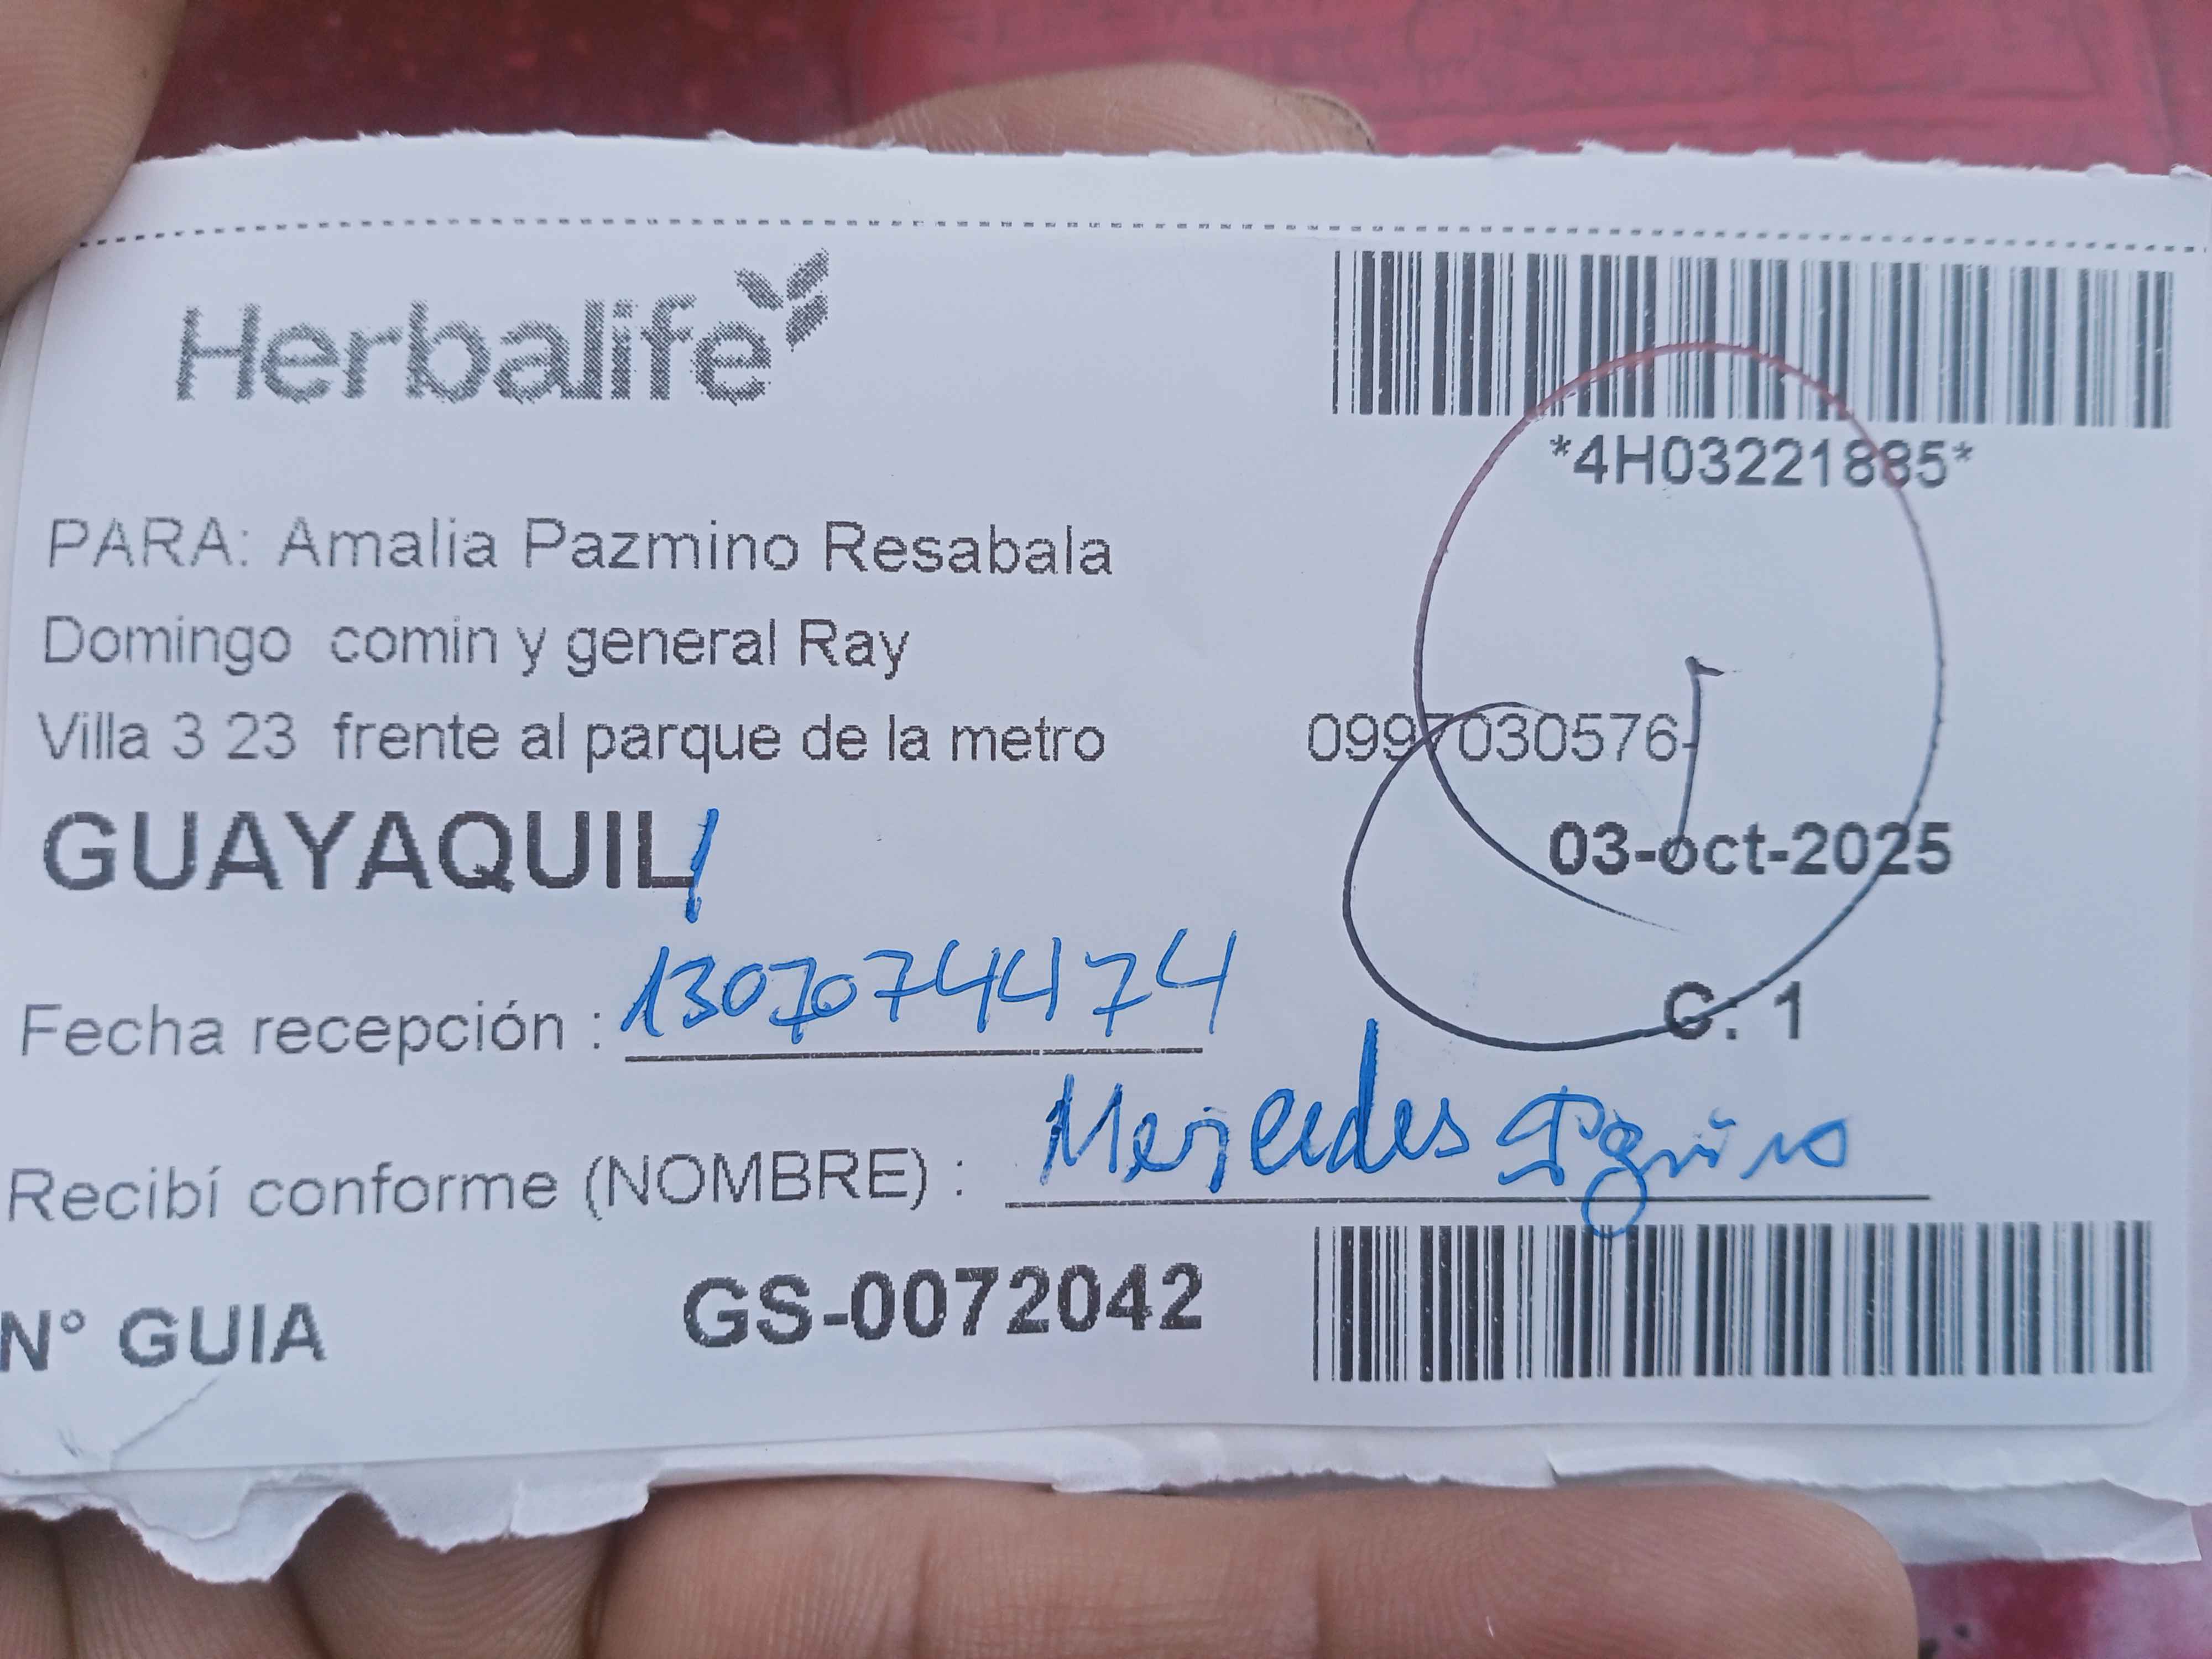 Herbalife
*4H03221885*
PARA: Amalia Pazmino Resabala
Domingo comin y general Ray
Villa 3 23 frente al parque de la metro 0997030576-
GUAYAQUIL
03-oct-2025
Fecha recepción : 1307074474
C: 1
Recibí conforme (NOMBRE) : Mercedes
N° GUIA GS-0072042